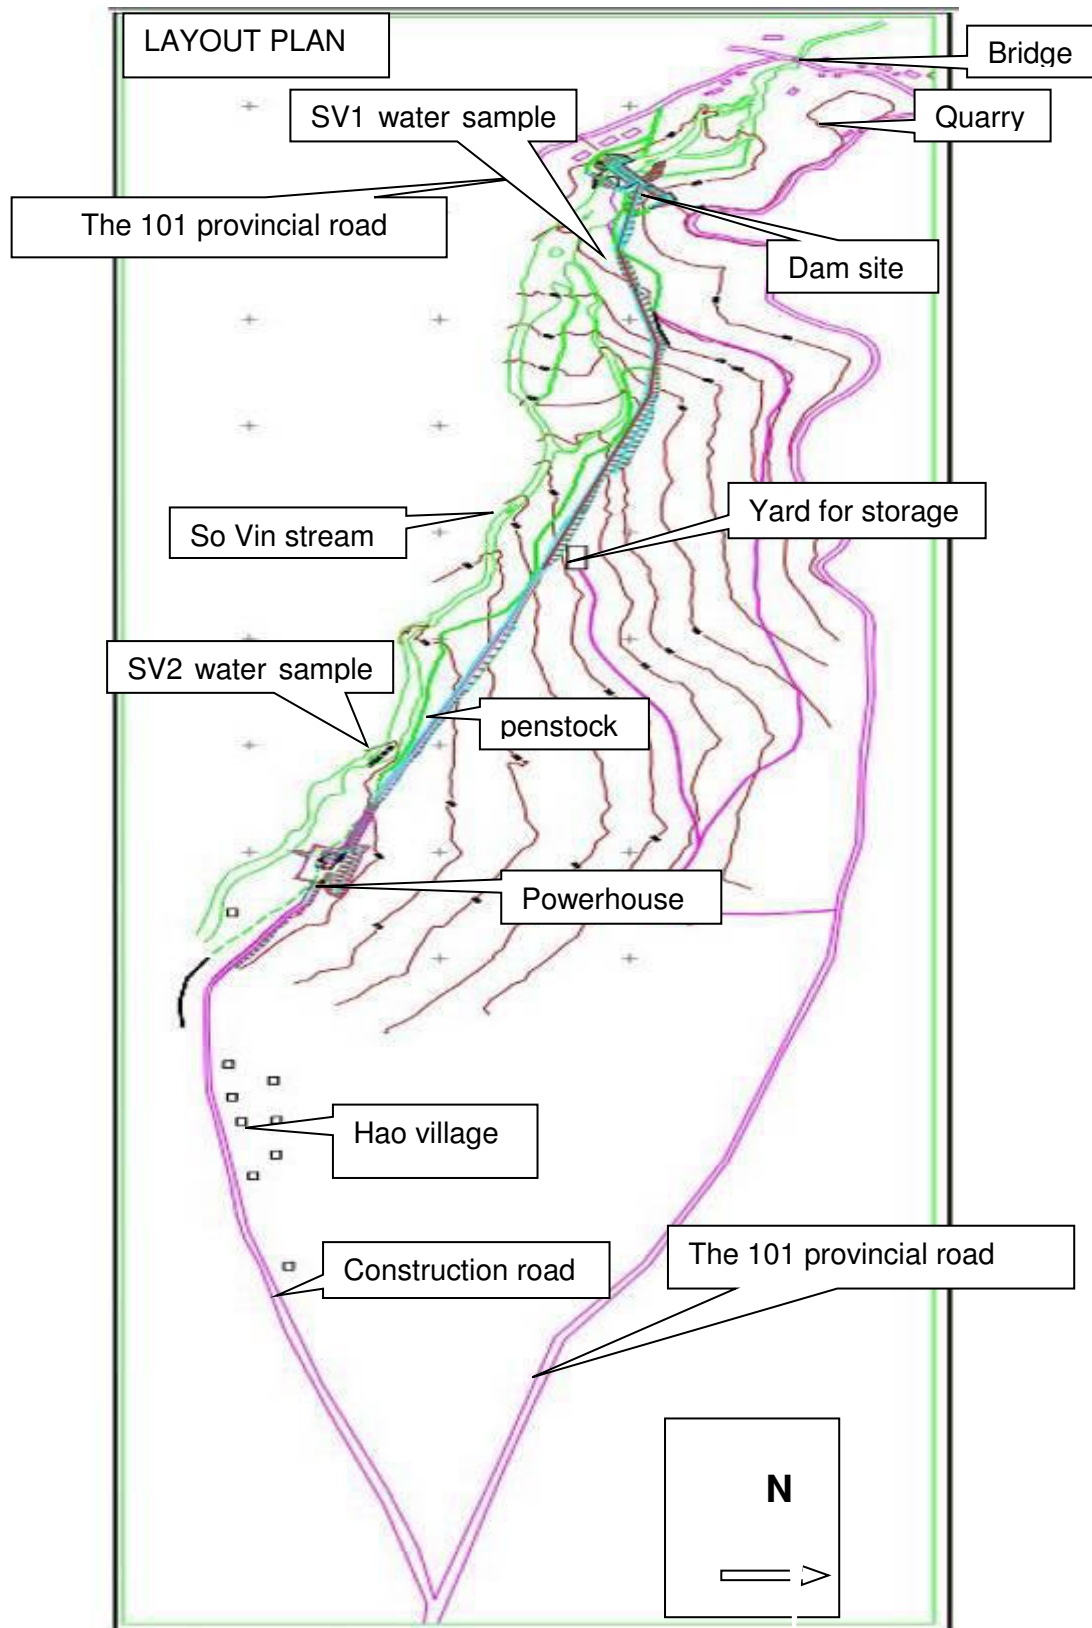 LAYOUT PLAN
Bridge
SV1 water sample
Quarry
The 101 provincial road
Dam site
Yard for storage
So Vin stream
SV2 water sample
penstock
Powerhouse
Hao village
The 101 provincial road
Construction road
N